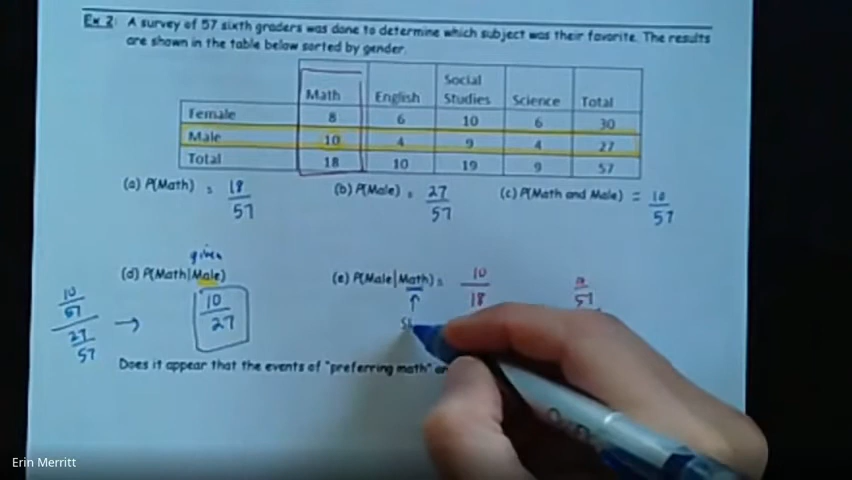 Ex 2: A survey of 57 sixth graders was done to determine which subject was their favorite. The results
are shown in the table below sorted by gender.
Math English Social Studies Science Total
Female 8 6 10 6 30
Male 10 4 9 4 27
Total 18 10 19 9 57
(a) P(Math) = 18/57 (b) P(Male) = 27/57 (c) P(Math and Male) = 10/57
given
(d) P(Math|Male) (e) P(Male|Math) = 10/18
10/57 / 27/57 → 10/27
Does it appear that the events of "preferring math"
Erin Merritt